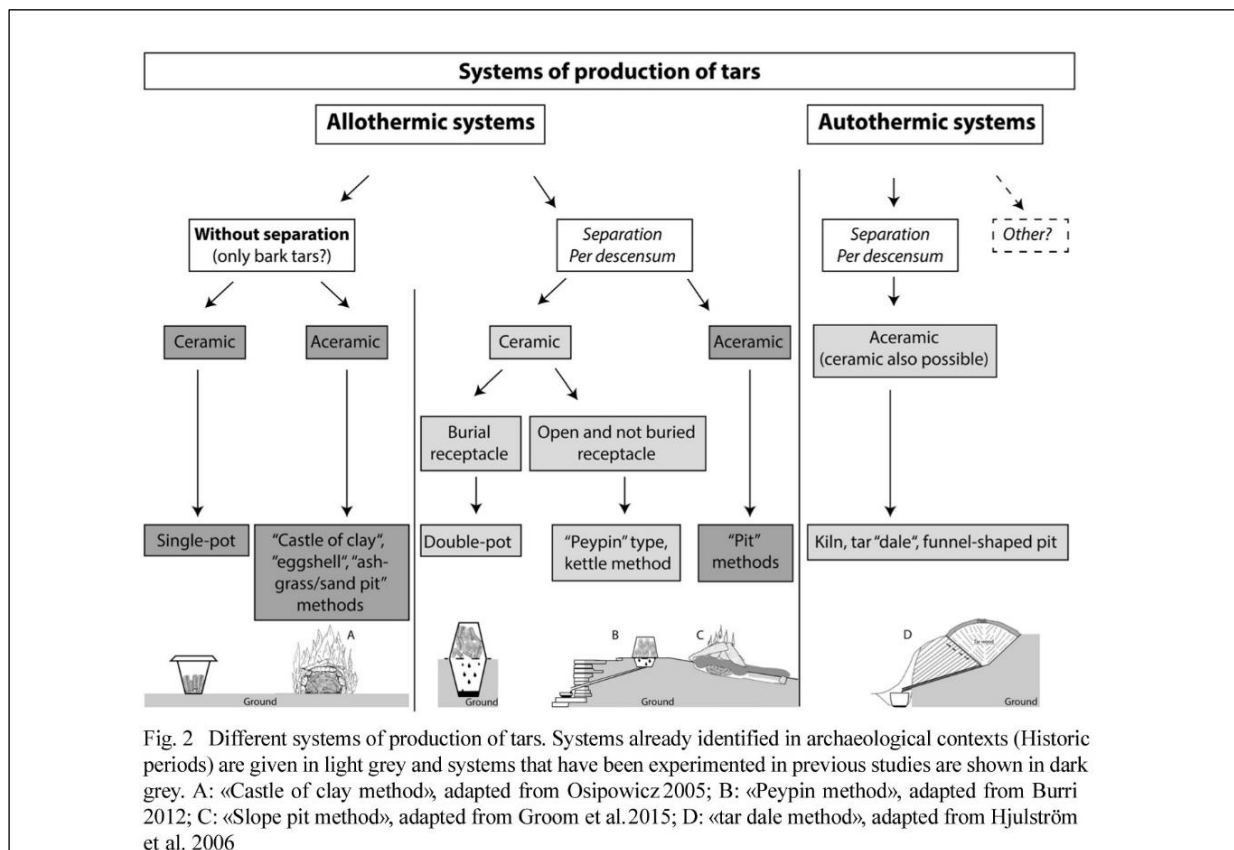 Systems of production of tars
Allothermic systems
Autothermic systems
Without separation
(only bark tars?)
Separation
Per descensum
Separation
Per descensum
Other?
Ceramic
Aceramic
Ceramic
Aceramic
Aceramic
(ceramic also possible)
Burial
receptacle
Open and not buried
receptacle
Single-pot
“Castle of clay“,
“eggshell“,“ash-
grass/sand pit”
methods
Double-pot
“Peypin” type,
kettle method
“Pit”
methods
Kiln, tar “dale“, funnel-shaped pit
A
B
C
D
Ground
Ground
Ground
Ground
Fig. 2 Different systems of production of tars. Systems already identified in archaeological contexts (Historic
periods) are given in light grey and systems that have been experimented in previous studies are shown in dark
grey. A: «Castle of clay method», adapted from Osipowicz 2005; B: «Peypin method», adapted from Burri
2012; C: «Slope pit method», adapted from Groom et al. 2015; D: «tar dale method», adapted from Hjulström
et al. 2006